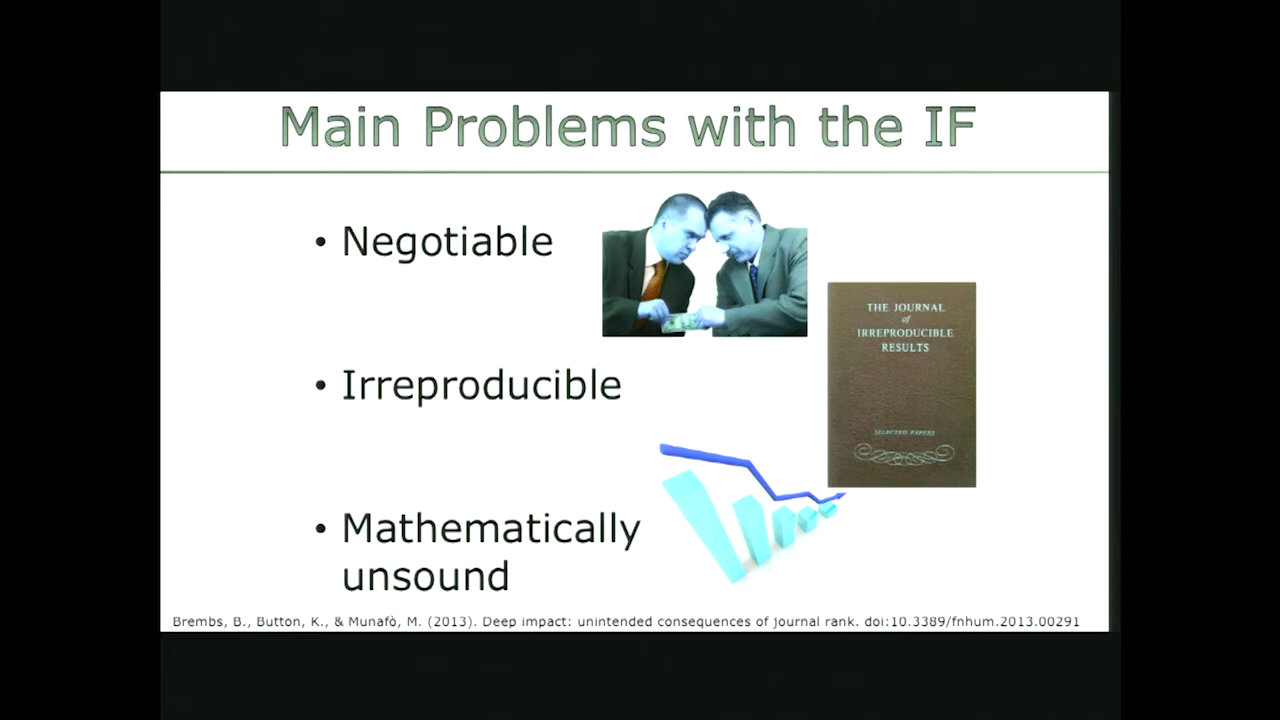 Main Problems with the IF
• Negotiable
THE JOURNAL
of
IRREPRODUCIBLE
RESULTS
• Irreproducible
SELECTED PAPERS
• Mathematically
unsound
Brembs, B., Button, K., & Munafò, M. (2013). Deep impact: unintended consequences of journal rank. doi:10.3389/fnhum.2013.00291